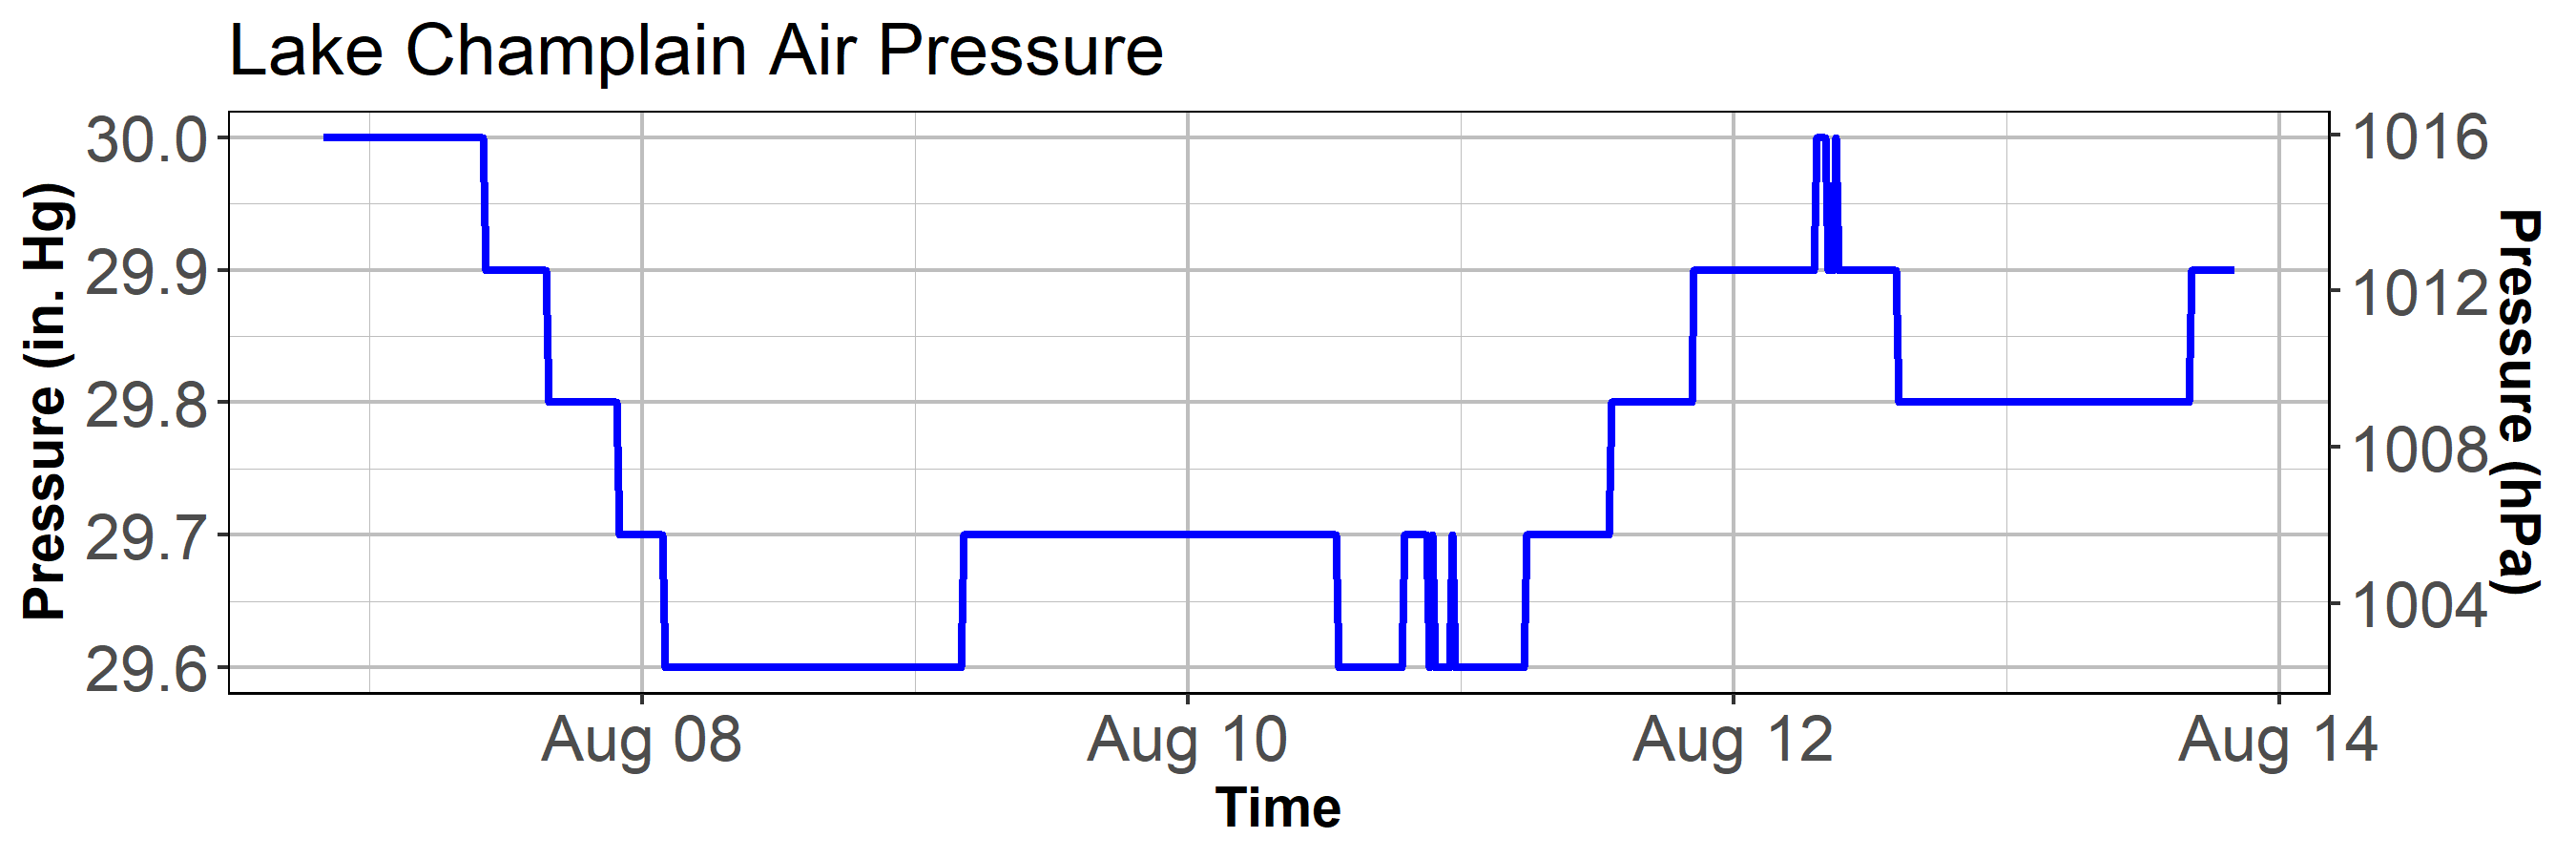 Lake Champlain Air Pressure
30.0
29.9
29.8
29.7
29.6
Pressure (in. Hg)
1016
1012
1008
1004
Pressure (hPa)
Aug 08 Aug 10 Aug 12 Aug 14
Time